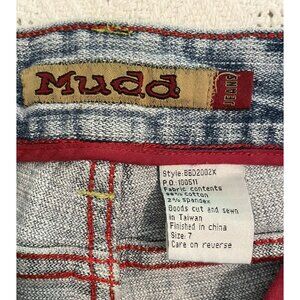 Mudd
JEANS
Style:BBD2002X
P.O.:100511
Fabric contents
98% cotton
2% spandex
Goods cut and sewn
in Taiwan
Finished in china
Size: 7
Care on reverse